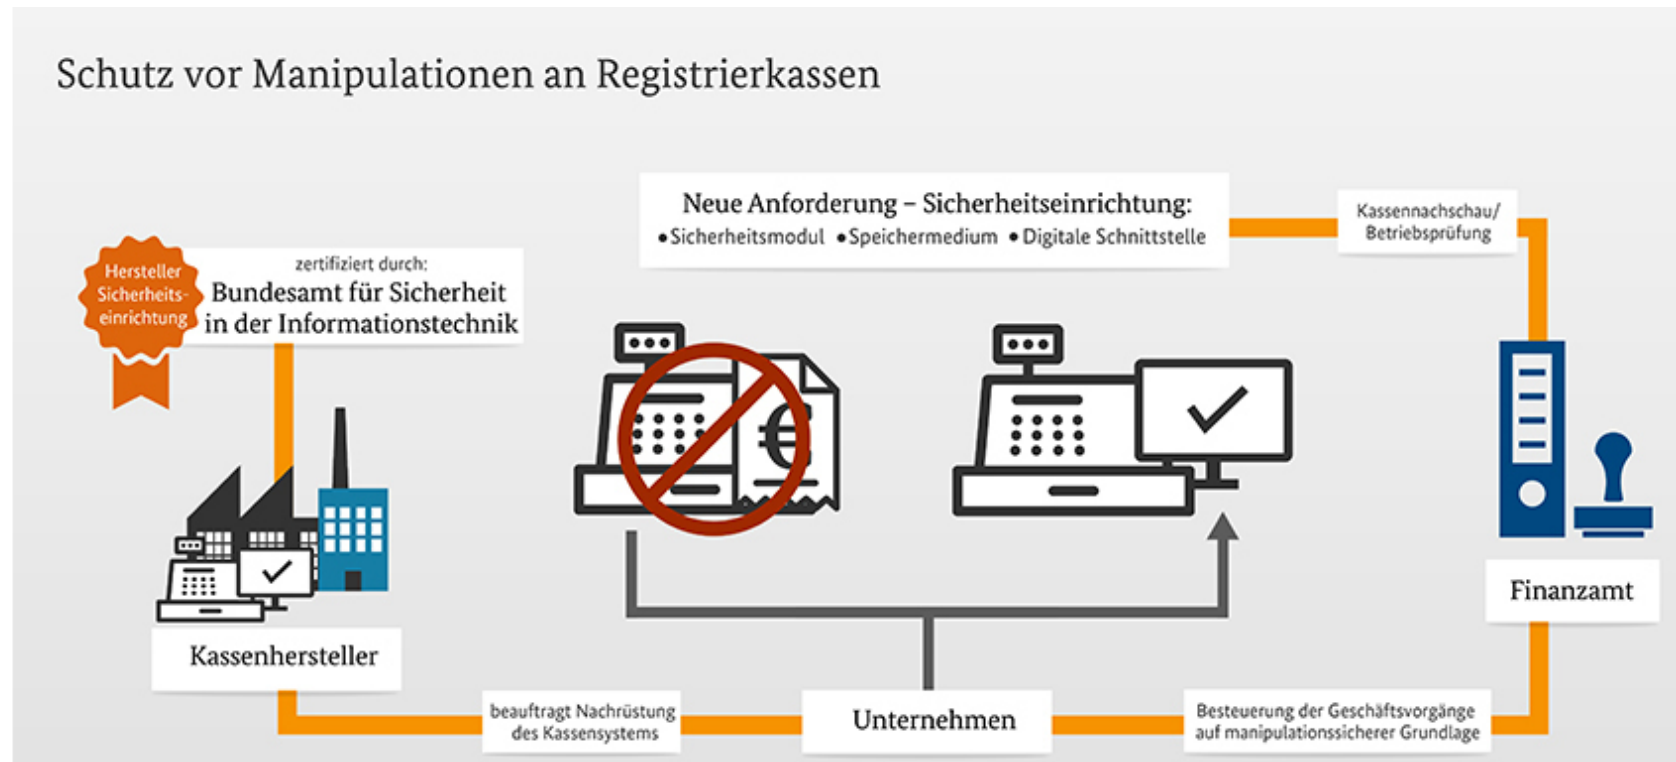 Schutz vor Manipulationen an Registrierkassen
Neue Anforderung – Sicherheitseinrichtung:
• Sicherheitsmodul • Speichermedium • Digitale Schnittstelle
Kassennachschau/
Betriebsprüfung
Hersteller
Sicherheits-
einrichtung
zertifiziert durch:
Bundesamt für Sicherheit
in der Informationstechnik
€
Finanzamt
Kassenhersteller
beauftragt Nachrüstung
des Kassensystems
Unternehmen
Besteuerung der Geschäftsvorgänge
auf manipulationssicherer Grundlage